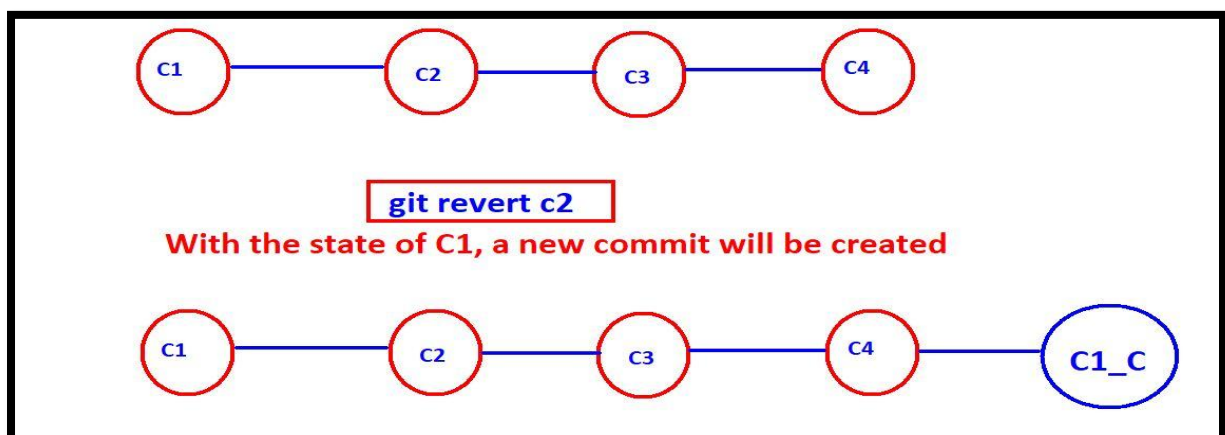 C1 C2 C3 C4
git revert c2
With the state of C1, a new commit will be created
C1 C2 C3 C4 C1_C